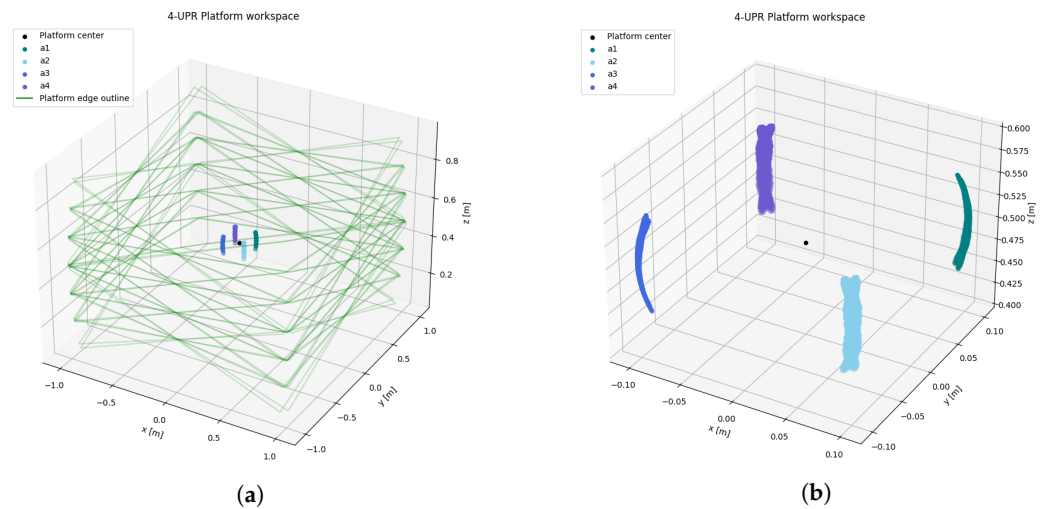 4-UPR Platform workspace
Platform center
a1
a2
a3
a4
Platform edge outline
0.8
0.6
0.4
0.2
z [m]
−1.0
−0.5
0.0
0.5
1.0
x [m]
−1.0
−0.5
0.0
0.5
1.0
y [m]
(a)
4-UPR Platform workspace
Platform center
a1
a2
a3
a4
0.600
0.575
0.550
0.525
0.500
0.475
0.450
0.425
0.400
z [m]
−0.10
−0.05
0.00
0.05
0.10
x [m]
−0.10
−0.05
0.00
0.05
0.10
y [m]
(b)